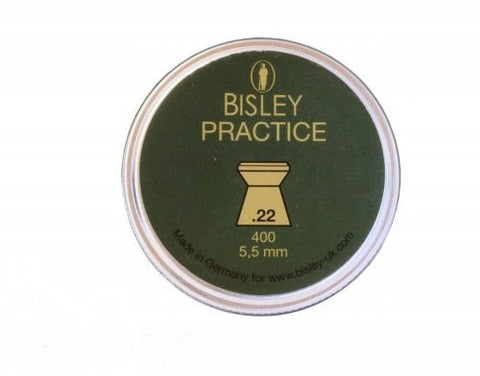 BISLEY
PRACTICE
.22
400
5,5 mm
Made in Germany for www.bisley-uk.com